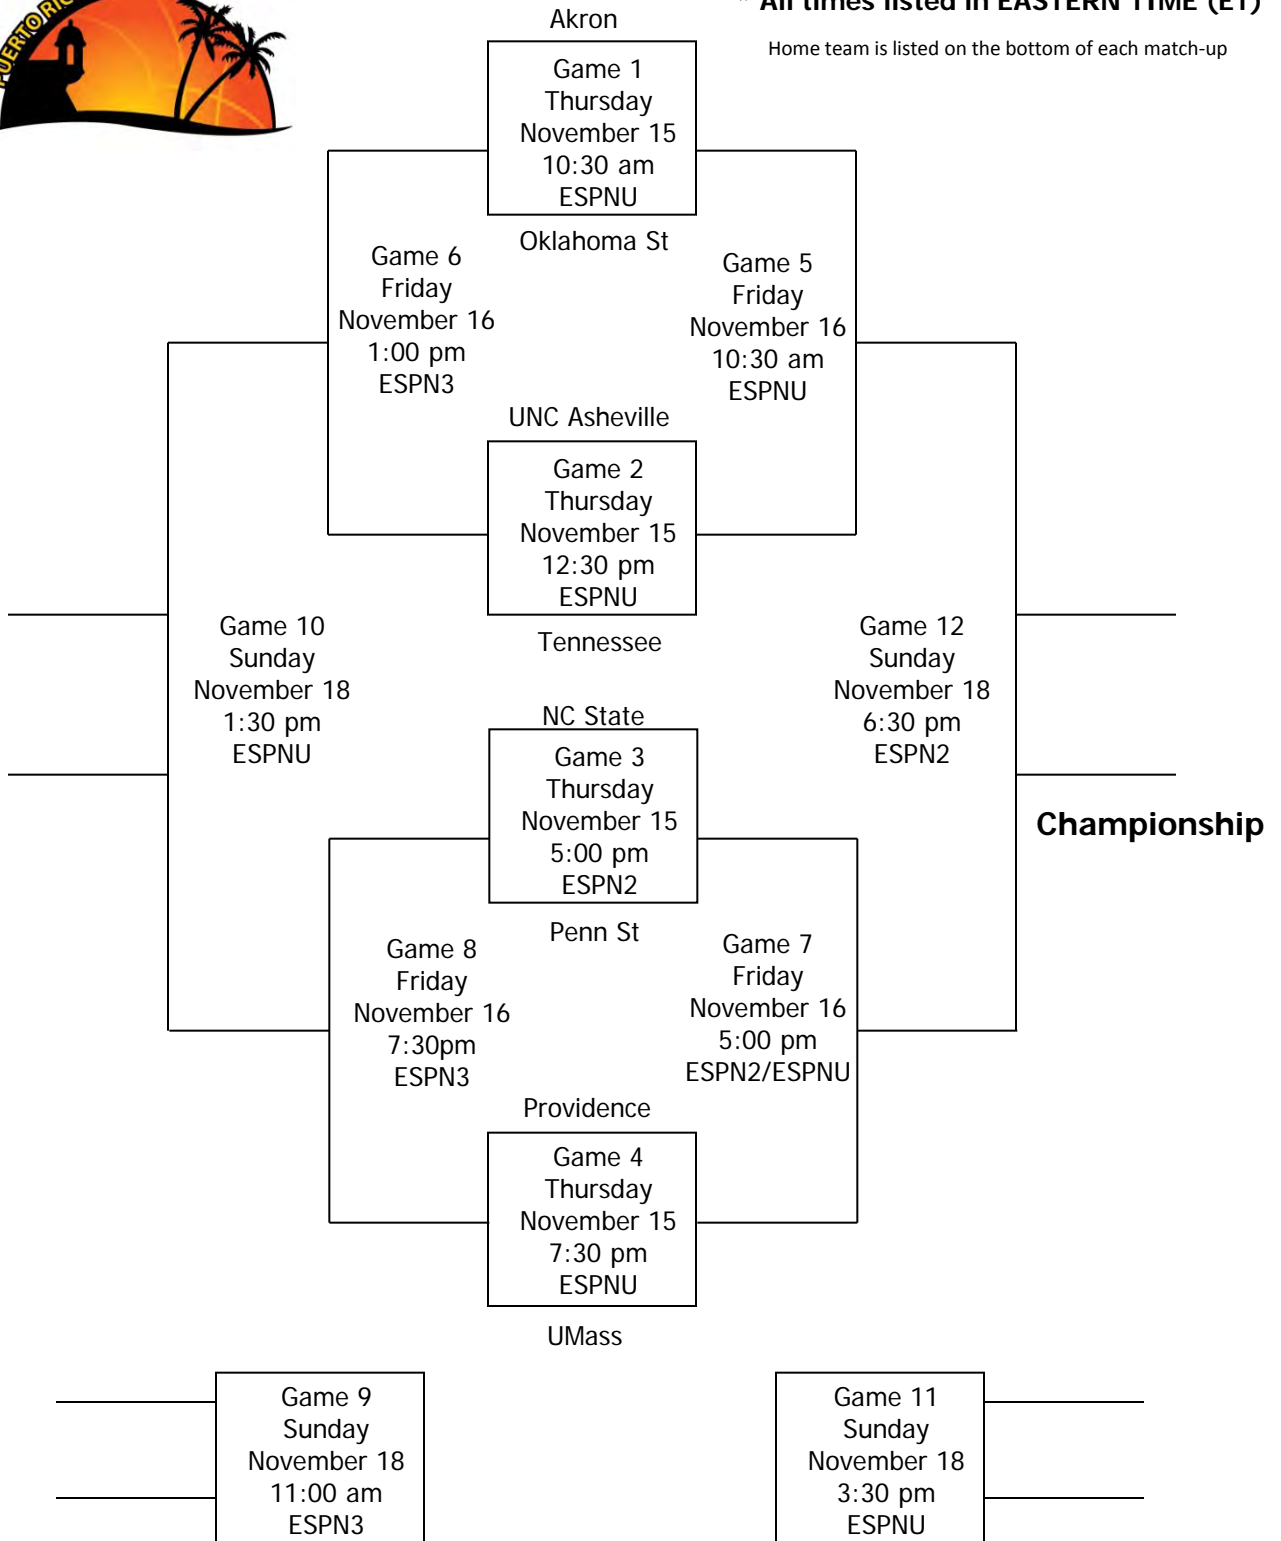 * All times listed in EASTERN TIME (ET)
Home team is listed on the bottom of each match-up
Akron
Game 1
Thursday
November 15
10:30 am
ESPNU
Oklahoma St
Game 6
Friday
November 16
1:00 pm
ESPN3
Game 5
Friday
November 16
10:30 am
ESPNU
UNC Asheville
Game 2
Thursday
November 15
12:30 pm
ESPNU
Tennessee
Game 10
Sunday
November 18
1:30 pm
ESPNU
Game 12
Sunday
November 18
6:30 pm
ESPN2
Championship
NC State
Game 3
Thursday
November 15
5:00 pm
ESPN2
Penn St
Game 8
Friday
November 16
7:30pm
ESPN3
Game 7
Friday
November 16
5:00 pm
ESPN2/ESPNU
Providence
Game 4
Thursday
November 15
7:30 pm
ESPNU
UMass
Game 9
Sunday
November 18
11:00 am
ESPN3
Game 11
Sunday
November 18
3:30 pm
ESPNU